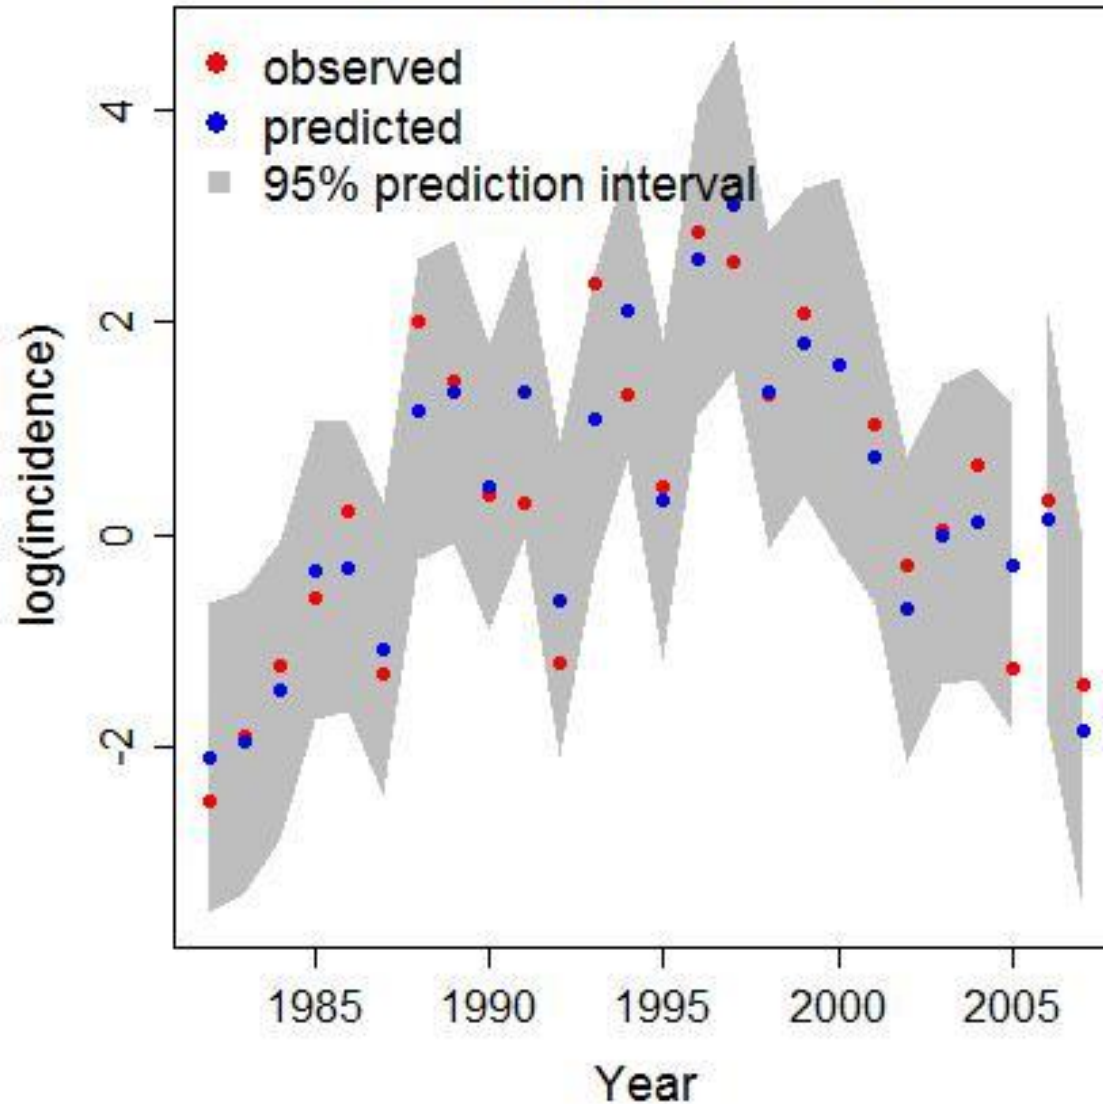 observed
predicted
95% prediction interval
4
2
0
-2
log(incidence)
1985 1990 1995 2000 2005
Year